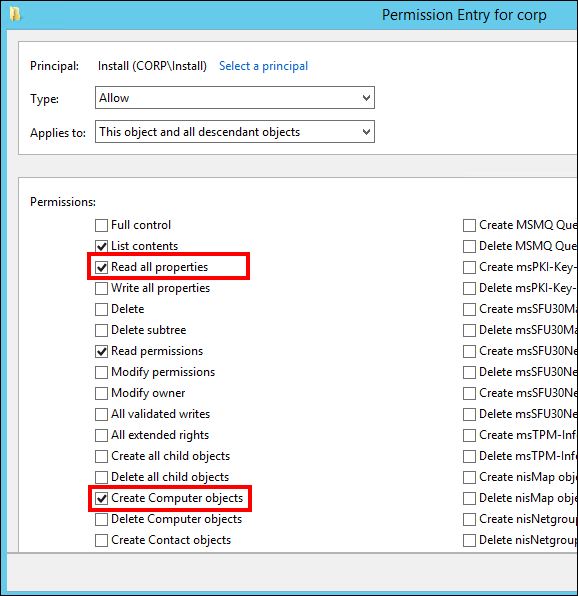 Permission Entry for corp
Principal: Install (CORP\Install) Select a principal
Type: Allow
Applies to: This object and all descendant objects
Permissions:
Full control
List contents
Read all properties
Write all properties
Delete
Delete subtree
Read permissions
Modify permissions
Modify owner
All validated writes
All extended rights
Create all child objects
Delete all child objects
Create Computer objects
Delete Computer objects
Create Contact objects
Create MSMQ Que
Delete MSMQ Que
Create msPKI-Key-
Delete msPKI-Key-
Create msSFU30Ma
Delete msSFU30Ma
Create msSFU30Ne
Delete msSFU30Ne
Create msSFU30Ne
Delete msSFU30Ne
Create msTPM-Inf
Delete msTPM-Info
Create nisMap obje
Delete nisMap obje
Create nisNetgroup
Delete nisNetgroup